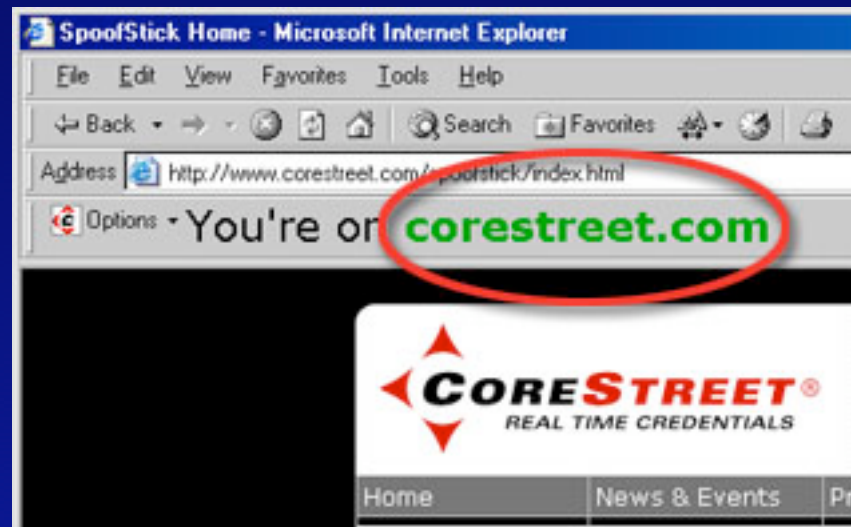 SpoofStick Home - Microsoft Internet Explorer
File Edit View Favorites Tools Help
Back Search Favorites
Address http://www.corestreet.com/spoofstick/index.html
Options You're on corestreet.com
CORESTREET®
REAL TIME CREDENTIALS
Home News & Events